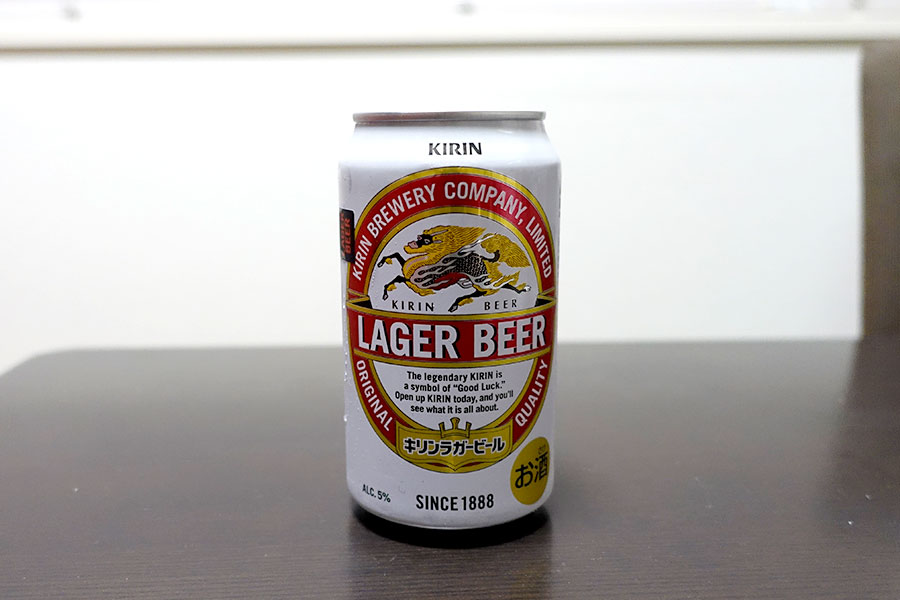 KIRIN
KIRIN BREWERY COMPANY, LIMITED
KIRIN BEER
LAGER BEER
ORIGINAL QUALITY
The legendary KIRIN is
a symbol of “Good Luck.”
Open up KIRIN today, and you'll
see what it is all about.
キリンラガービール
お酒
ALC. 5%
SINCE 1888